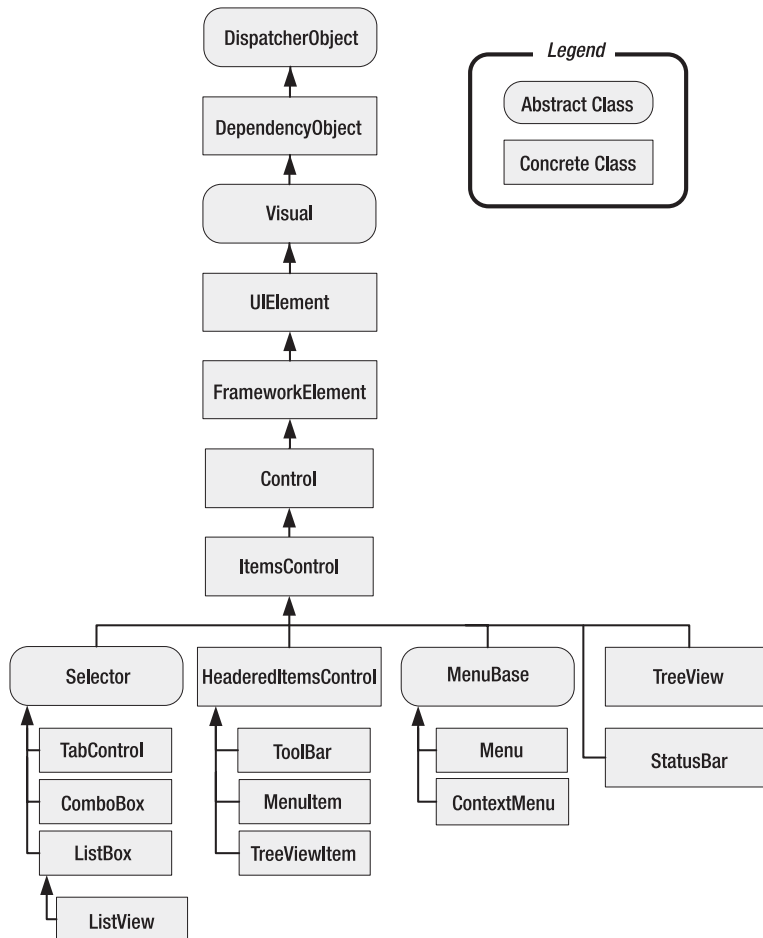 DispatcherObject
Legend
Abstract Class
DependencyObject
Concrete Class
Visual
UIElement
FrameworkElement
Control
ItemsControl
Selector
HeaderedItemsControl
MenuBase
TreeView
TabControl
ToolBar
Menu
StatusBar
ComboBox
MenuItem
ContextMenu
ListBox
TreeViewItem
ListView